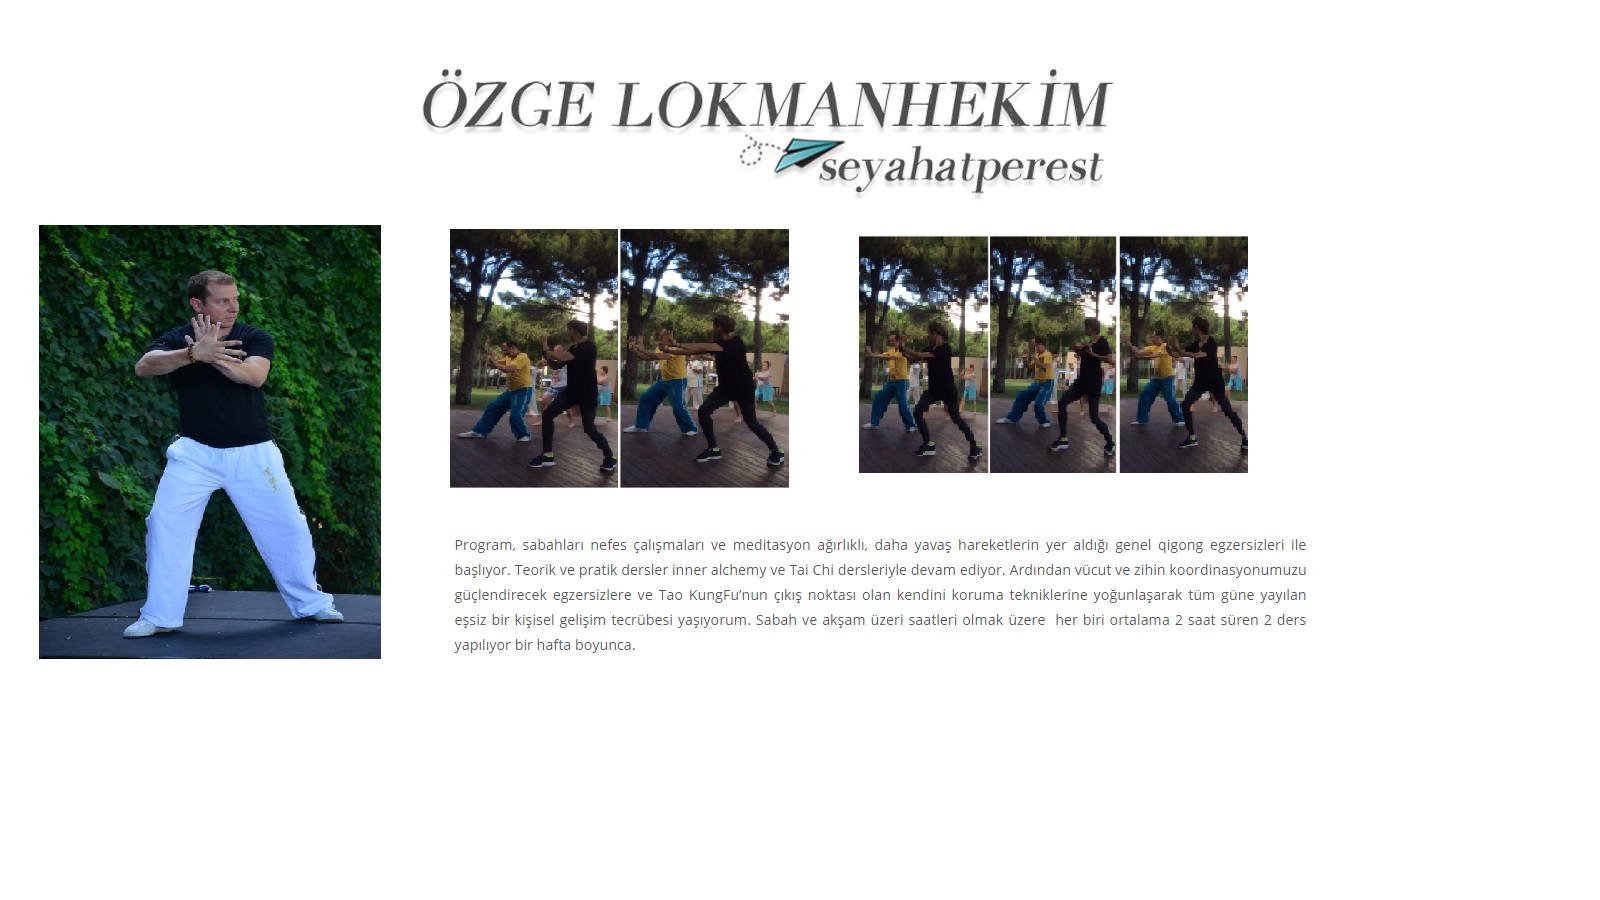 ÖZGE LOKMANHEKİM
seyahatperest
Program, sabahları nefes çalışmaları ve meditasyon ağırlıklı, daha yavaş hareketlerin yer aldığı genel qigong egzersizleri ile
başlıyor. Teorik ve pratik dersler inner alchemy ve Tai Chi dersleriyle devam ediyor. Ardından vücut ve zihin koordinasyonumuzu
güçlendirecek egzersizlere ve Tao KungFu’nun çıkış noktası olan kendini koruma tekniklerine yoğunlaşarak tüm güne yayılan
eşsiz bir kişisel gelişim tecrübesi yaşıyorum. Sabah ve akşam üzeri saatleri olmak üzere  her biri ortalama 2 saat süren 2 ders
yapılıyor bir hafta boyunca.